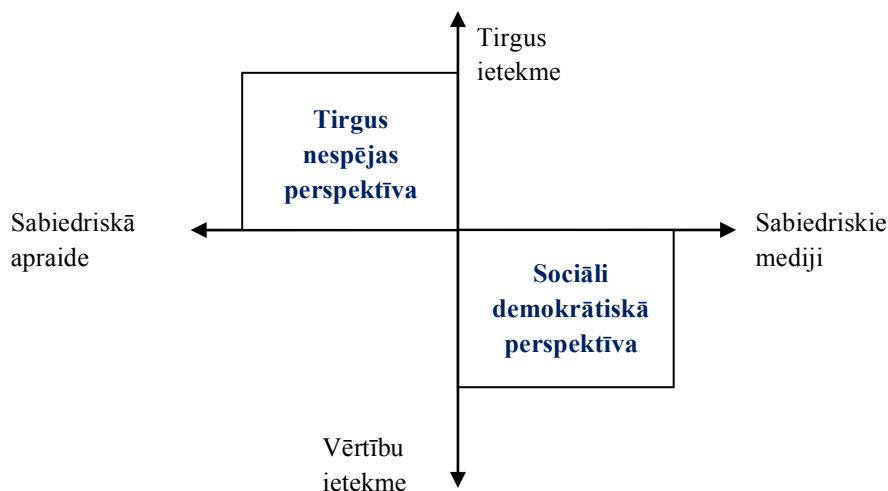 Tirgus
ietekme
Tirgus
nespējas
perspektīva
Sabiedriskā
apraide
Sabiedriskie
mediji
Sociāli
demokrātiskā
perspektīva
Vērtību
ietekme